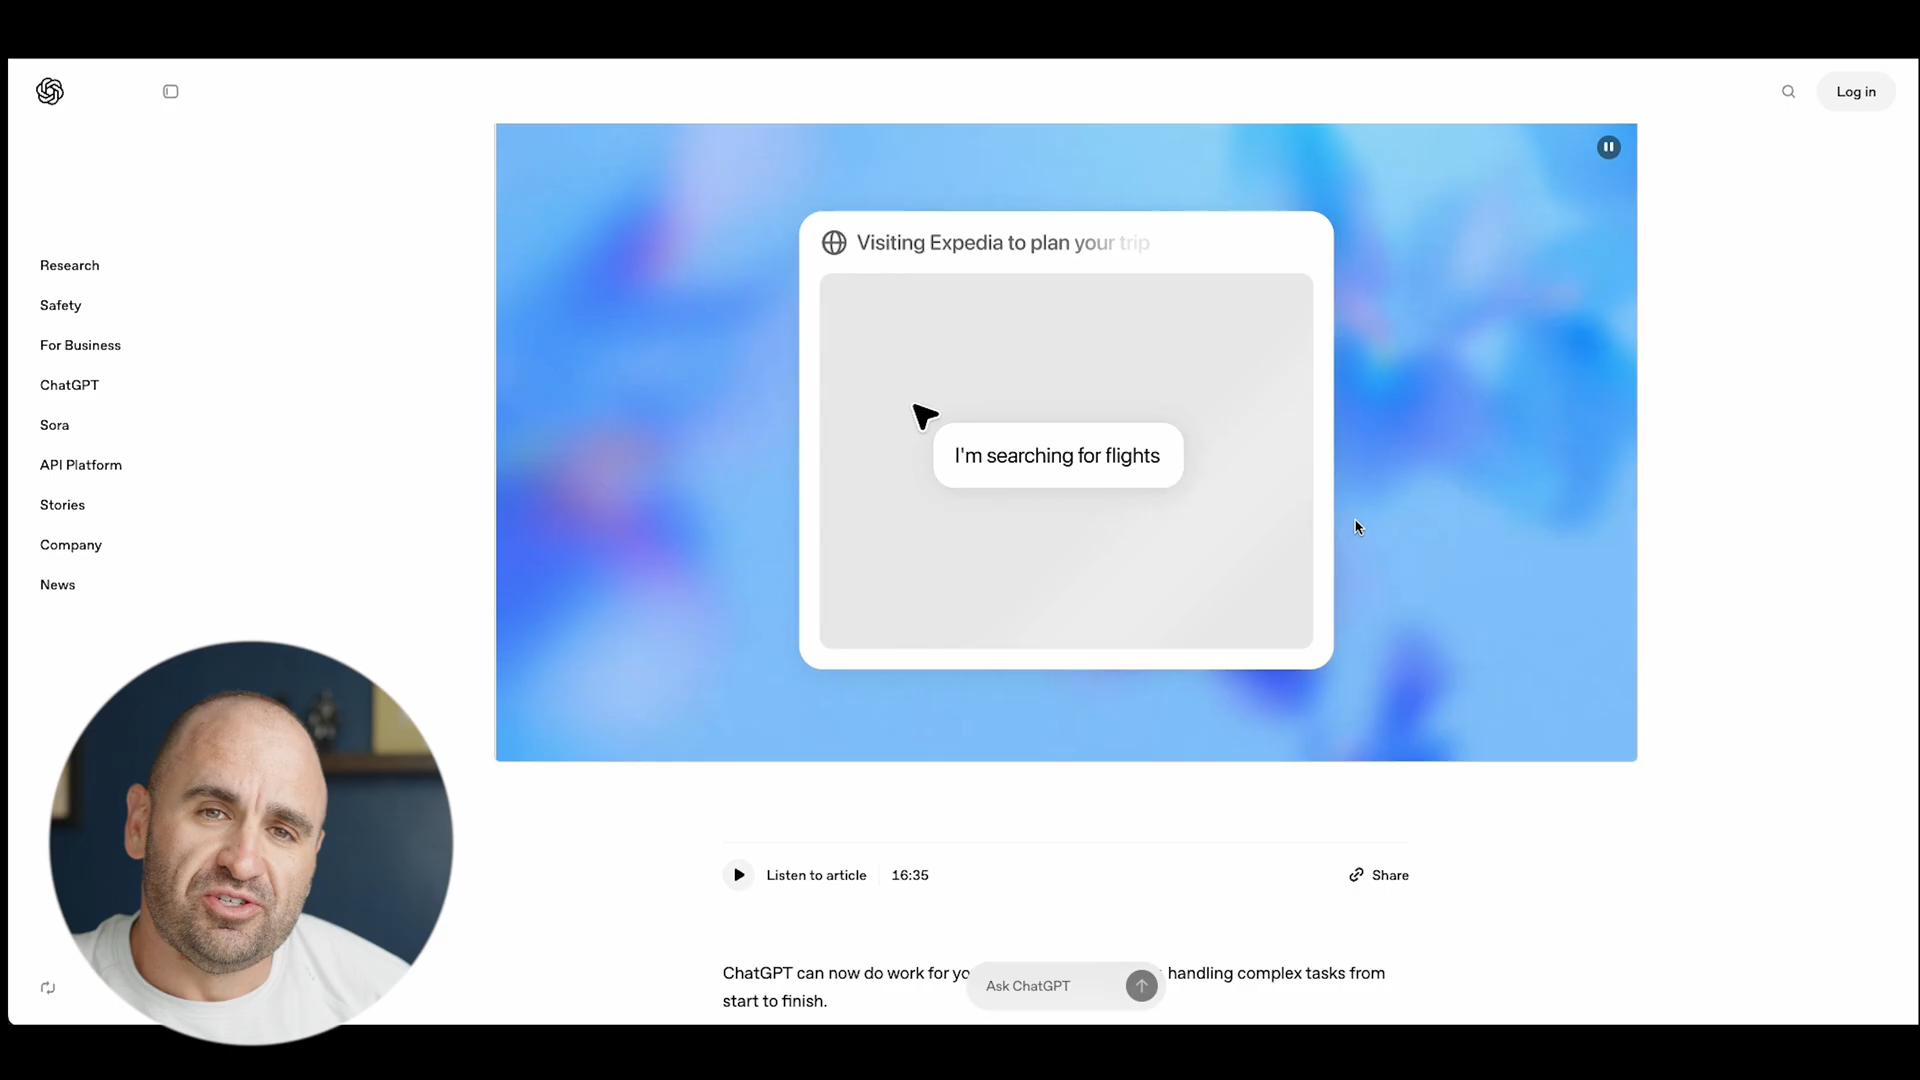 Log in
Research
Safety
For Business
ChatGPT
Sora
API Platform
Stories
Company
News
Visiting Expedia to plan your trip
I'm searching for flights
Listen to article
16:35
Share
ChatGPT can now do work for yo handling complex tasks from
start to finish.
Ask ChatGPT